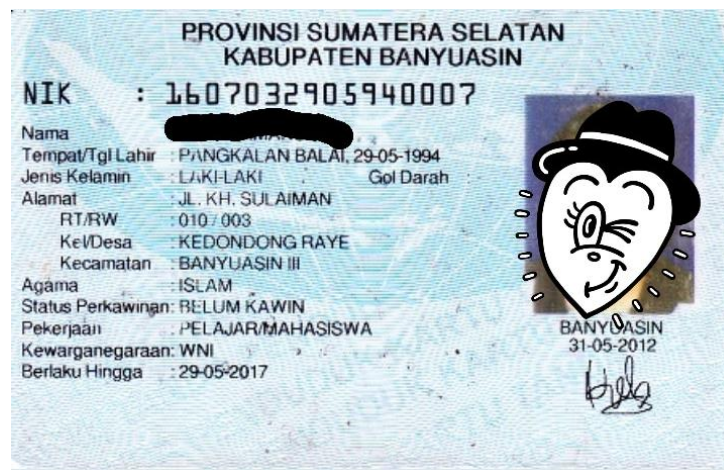 PROVINSI SUMATERA SELATAN
KABUPATEN BANYUASIN
NIK : 1607032905940007
Nama
Tempat/Tgl Lahir : PANGKALAN BALAI, 29-05-1994
Jenis Kelamin : LAKI-LAKI Gol Darah
Alamat : JL. KH. SULAIMAN
RT/RW : 010 / 003
Kel/Desa : KEDONDONG RAYE
Kecamatan : BANYUASIN III
Agama : ISLAM
Status Perkawinan: BELUM KAWIN
Pekerjaan : PELAJAR/MAHASISWA
Kewarganegaraan: WNI
Berlaku Hingga : 29-05-2017
BANYUASIN
31-05-2012